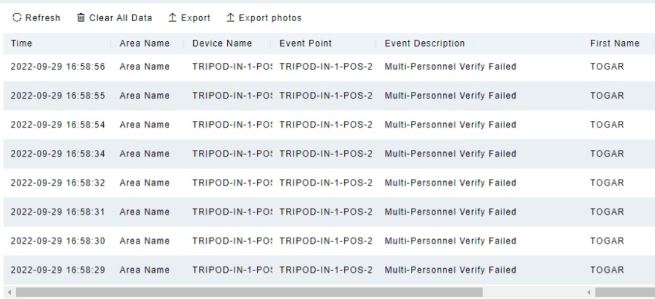 Refresh Clear All Data Export Export photos
Time Area Name Device Name Event Point Event Description First Name
2022-09-29 16:58:56 Area Name TRIPOD-IN-1-POS TRIPOD-IN-1-POS-2 Multi-Personnel Verify Failed TOGAR
2022-09-29 16:58:55 Area Name TRIPOD-IN-1-POS TRIPOD-IN-1-POS-2 Multi-Personnel Verify Failed TOGAR
2022-09-29 16:58:54 Area Name TRIPOD-IN-1-POS TRIPOD-IN-1-POS-2 Multi-Personnel Verify Failed TOGAR
2022-09-29 16:58:34 Area Name TRIPOD-IN-1-POS TRIPOD-IN-1-POS-2 Multi-Personnel Verify Failed TOGAR
2022-09-29 16:58:32 Area Name TRIPOD-IN-1-POS TRIPOD-IN-1-POS-2 Multi-Personnel Verify Failed TOGAR
2022-09-29 16:58:31 Area Name TRIPOD-IN-1-POS TRIPOD-IN-1-POS-2 Multi-Personnel Verify Failed TOGAR
2022-09-29 16:58:30 Area Name TRIPOD-IN-1-POS TRIPOD-IN-1-POS-2 Multi-Personnel Verify Failed TOGAR
2022-09-29 16:58:29 Area Name TRIPOD-IN-1-POS TRIPOD-IN-1-POS-2 Multi-Personnel Verify Failed TOGAR